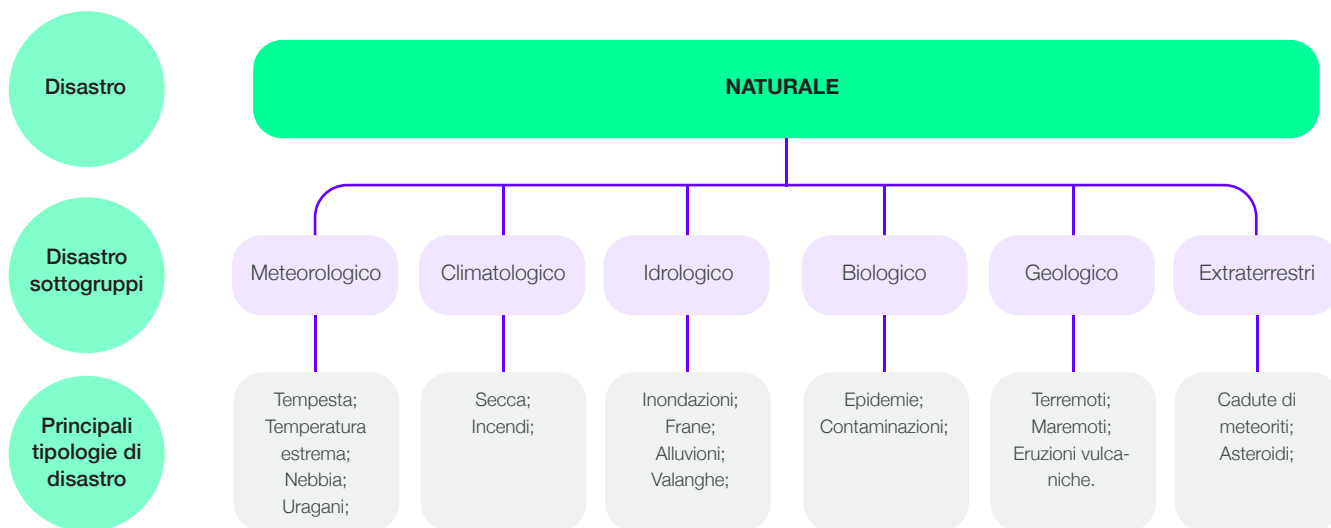 Disastro
NATURALE
Disastro
sottogruppi
Meteorologico
Climatologico
Idrologico
Biologico
Geologico
Extraterrestri
Principali
tipologie di
disastro
Tempesta;
Temperatura
estrema;
Nebbia;
Uragani;
Secca;
Incendi;
Inondazioni;
Frane;
Alluvioni;
Valanghe;
Epidemie;
Contaminazioni;
Terremoti;
Maremoti;
Eruzioni vulca-
niche.
Cadute di
meteoriti;
Asteroidi;